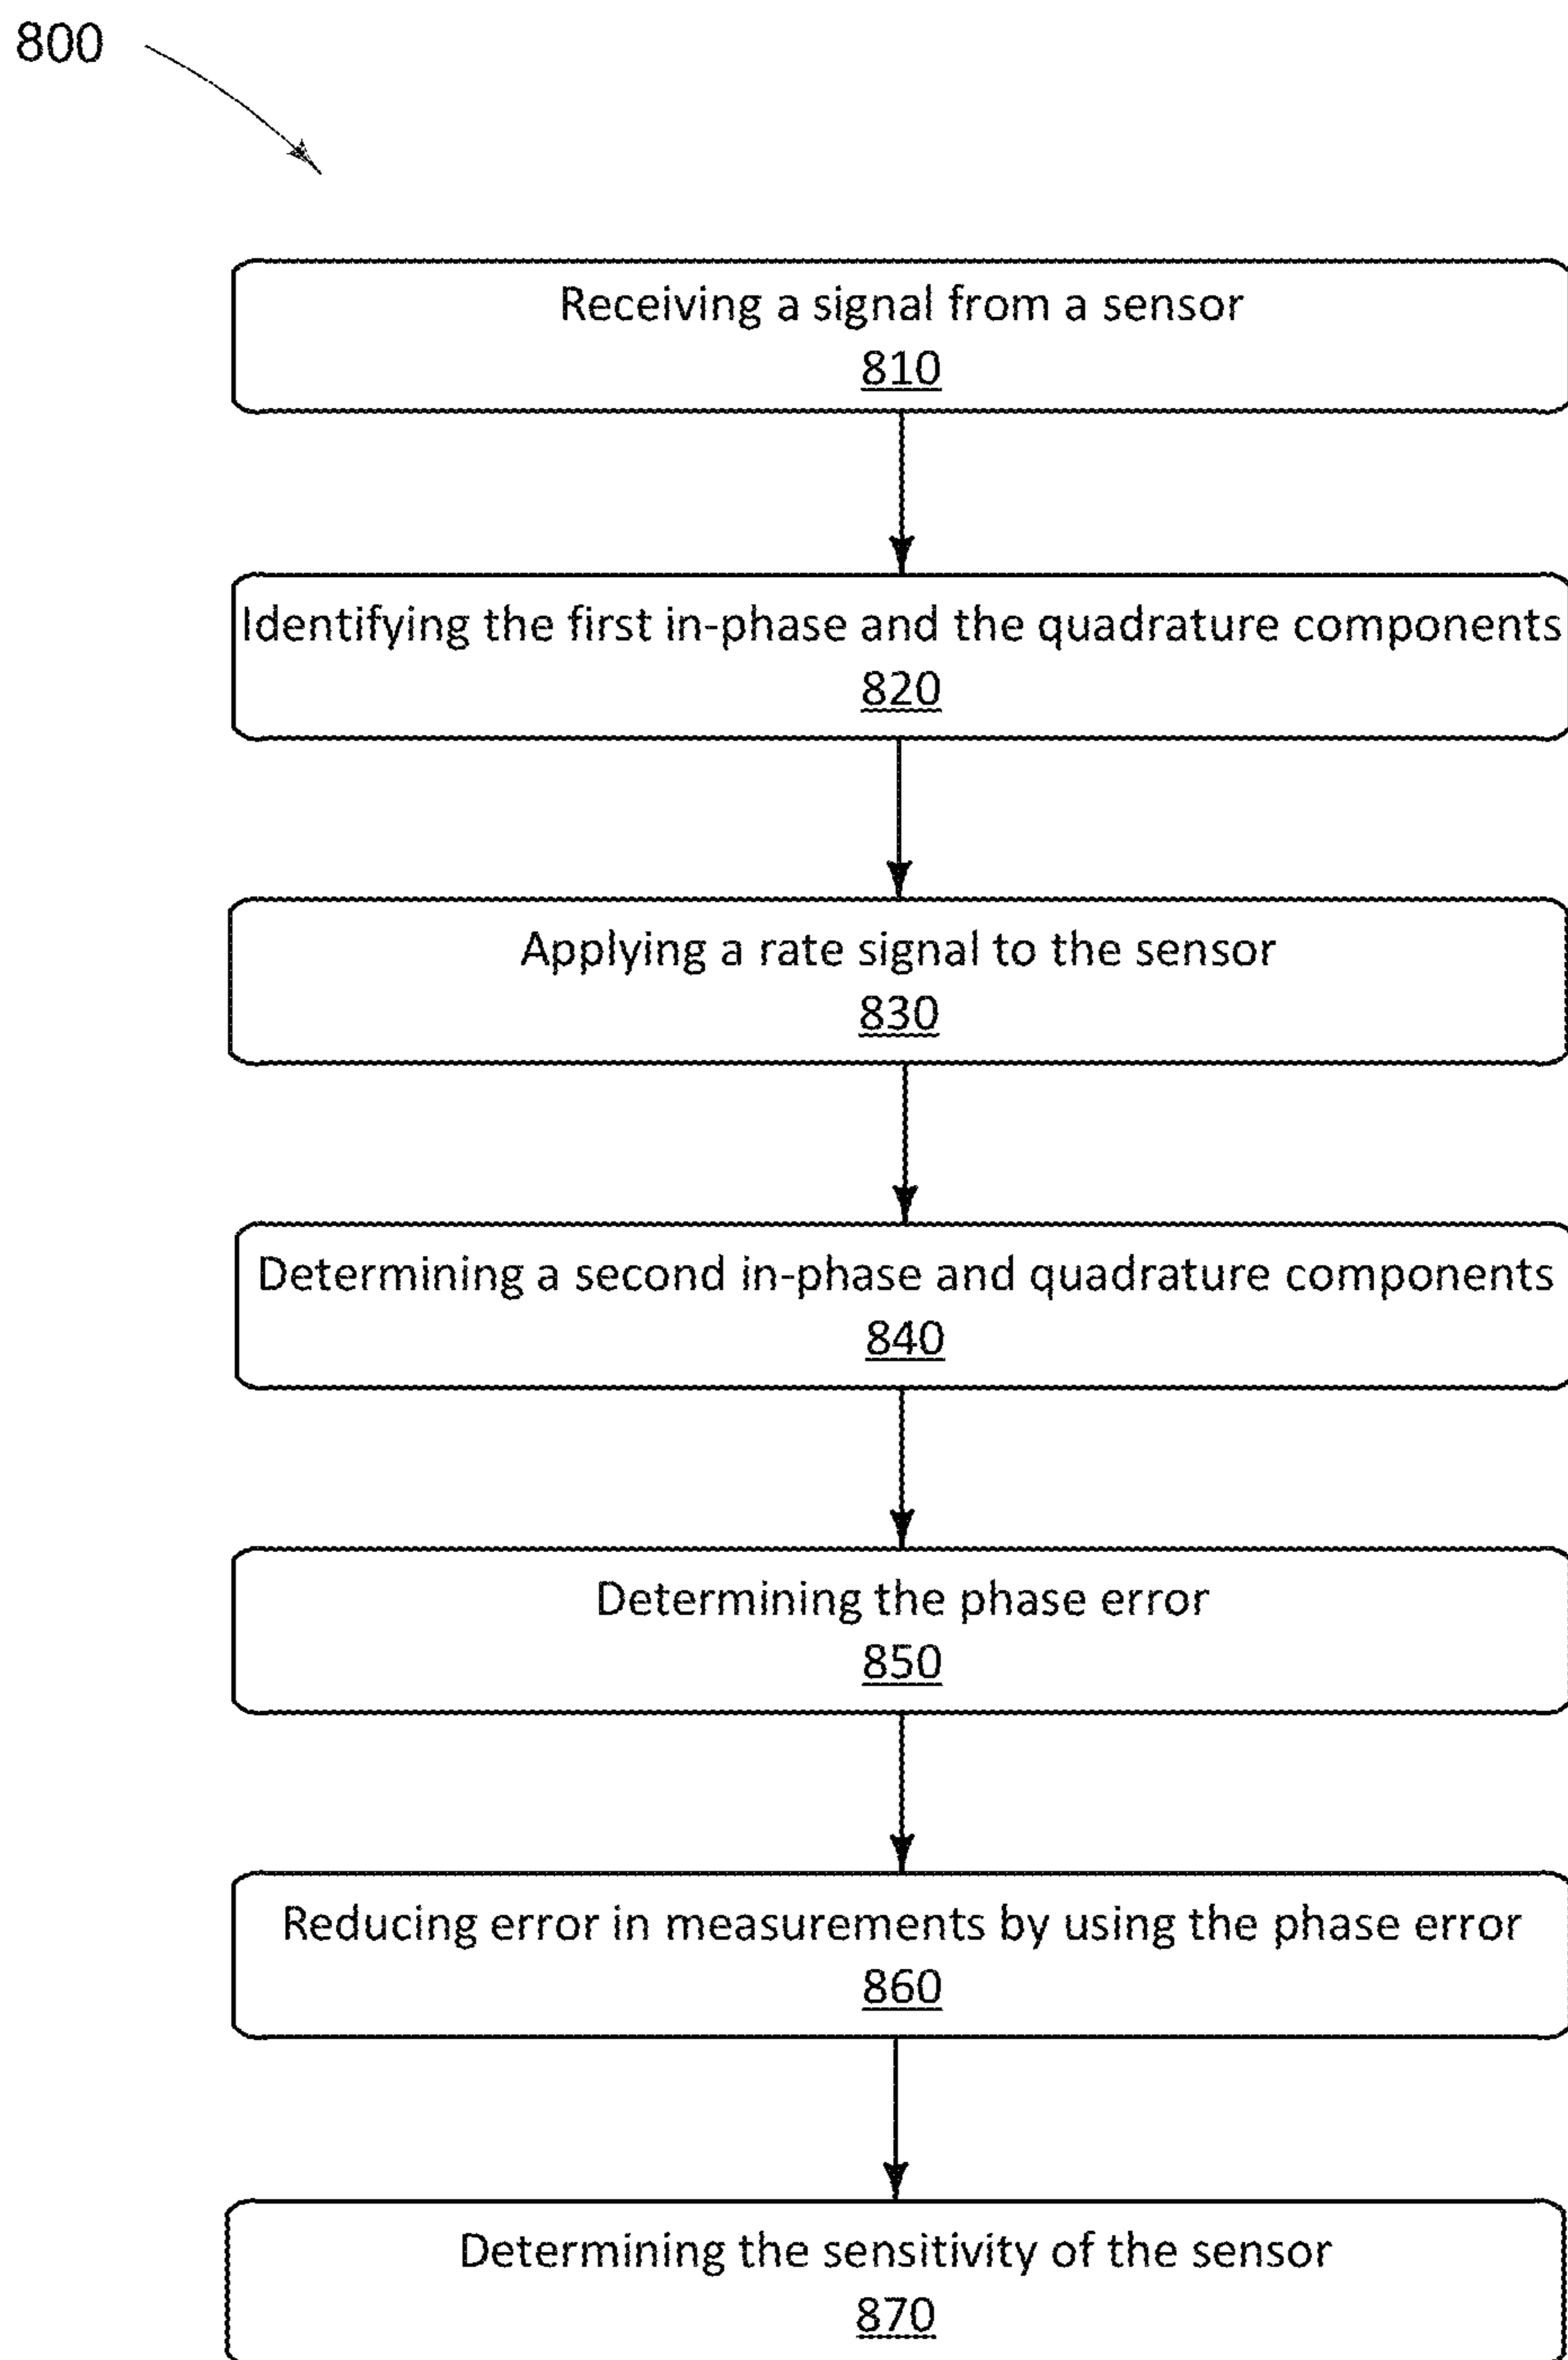 800
Receiving a signal from a sensor
810
Identifying the first in-phase and the quadrature components
820
Applying a rate signal to the sensor
830
Determining a second in-phase and quadrature components
840
Determining the phase error
850
Reducing error in measurements by using the phase error
860
Determining the sensitivity of the sensor
870